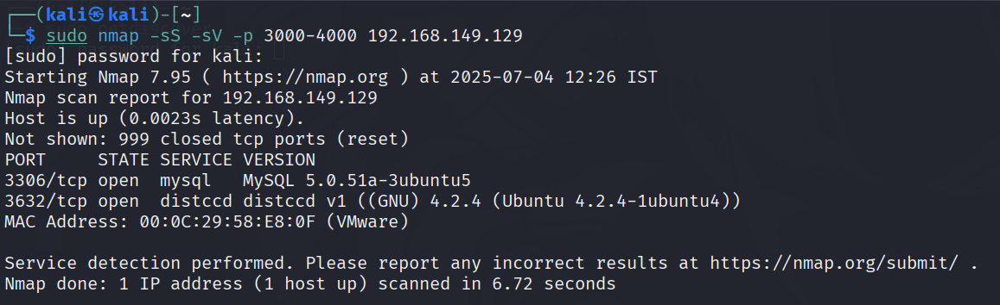 ┌──(kali㉿kali)-[~]
└─$ sudo nmap -sS -sV -p 3000-4000 192.168.149.129
[sudo] password for kali:
Starting Nmap 7.95 ( https://nmap.org ) at 2025-07-04 12:26 IST
Nmap scan report for 192.168.149.129
Host is up (0.0023s latency).
Not shown: 999 closed tcp ports (reset)
PORT     STATE SERVICE VERSION
3306/tcp open  mysql   MySQL 5.0.51a-3ubuntu5
3632/tcp open  distccd distccd v1 ((GNU) 4.2.4 (Ubuntu 4.2.4-1ubuntu4))
MAC Address: 00:0C:29:58:E8:0F (VMware)
Service detection performed. Please report any incorrect results at https://nmap.org/submit/ .
Nmap done: 1 IP address (1 host up) scanned in 6.72 seconds